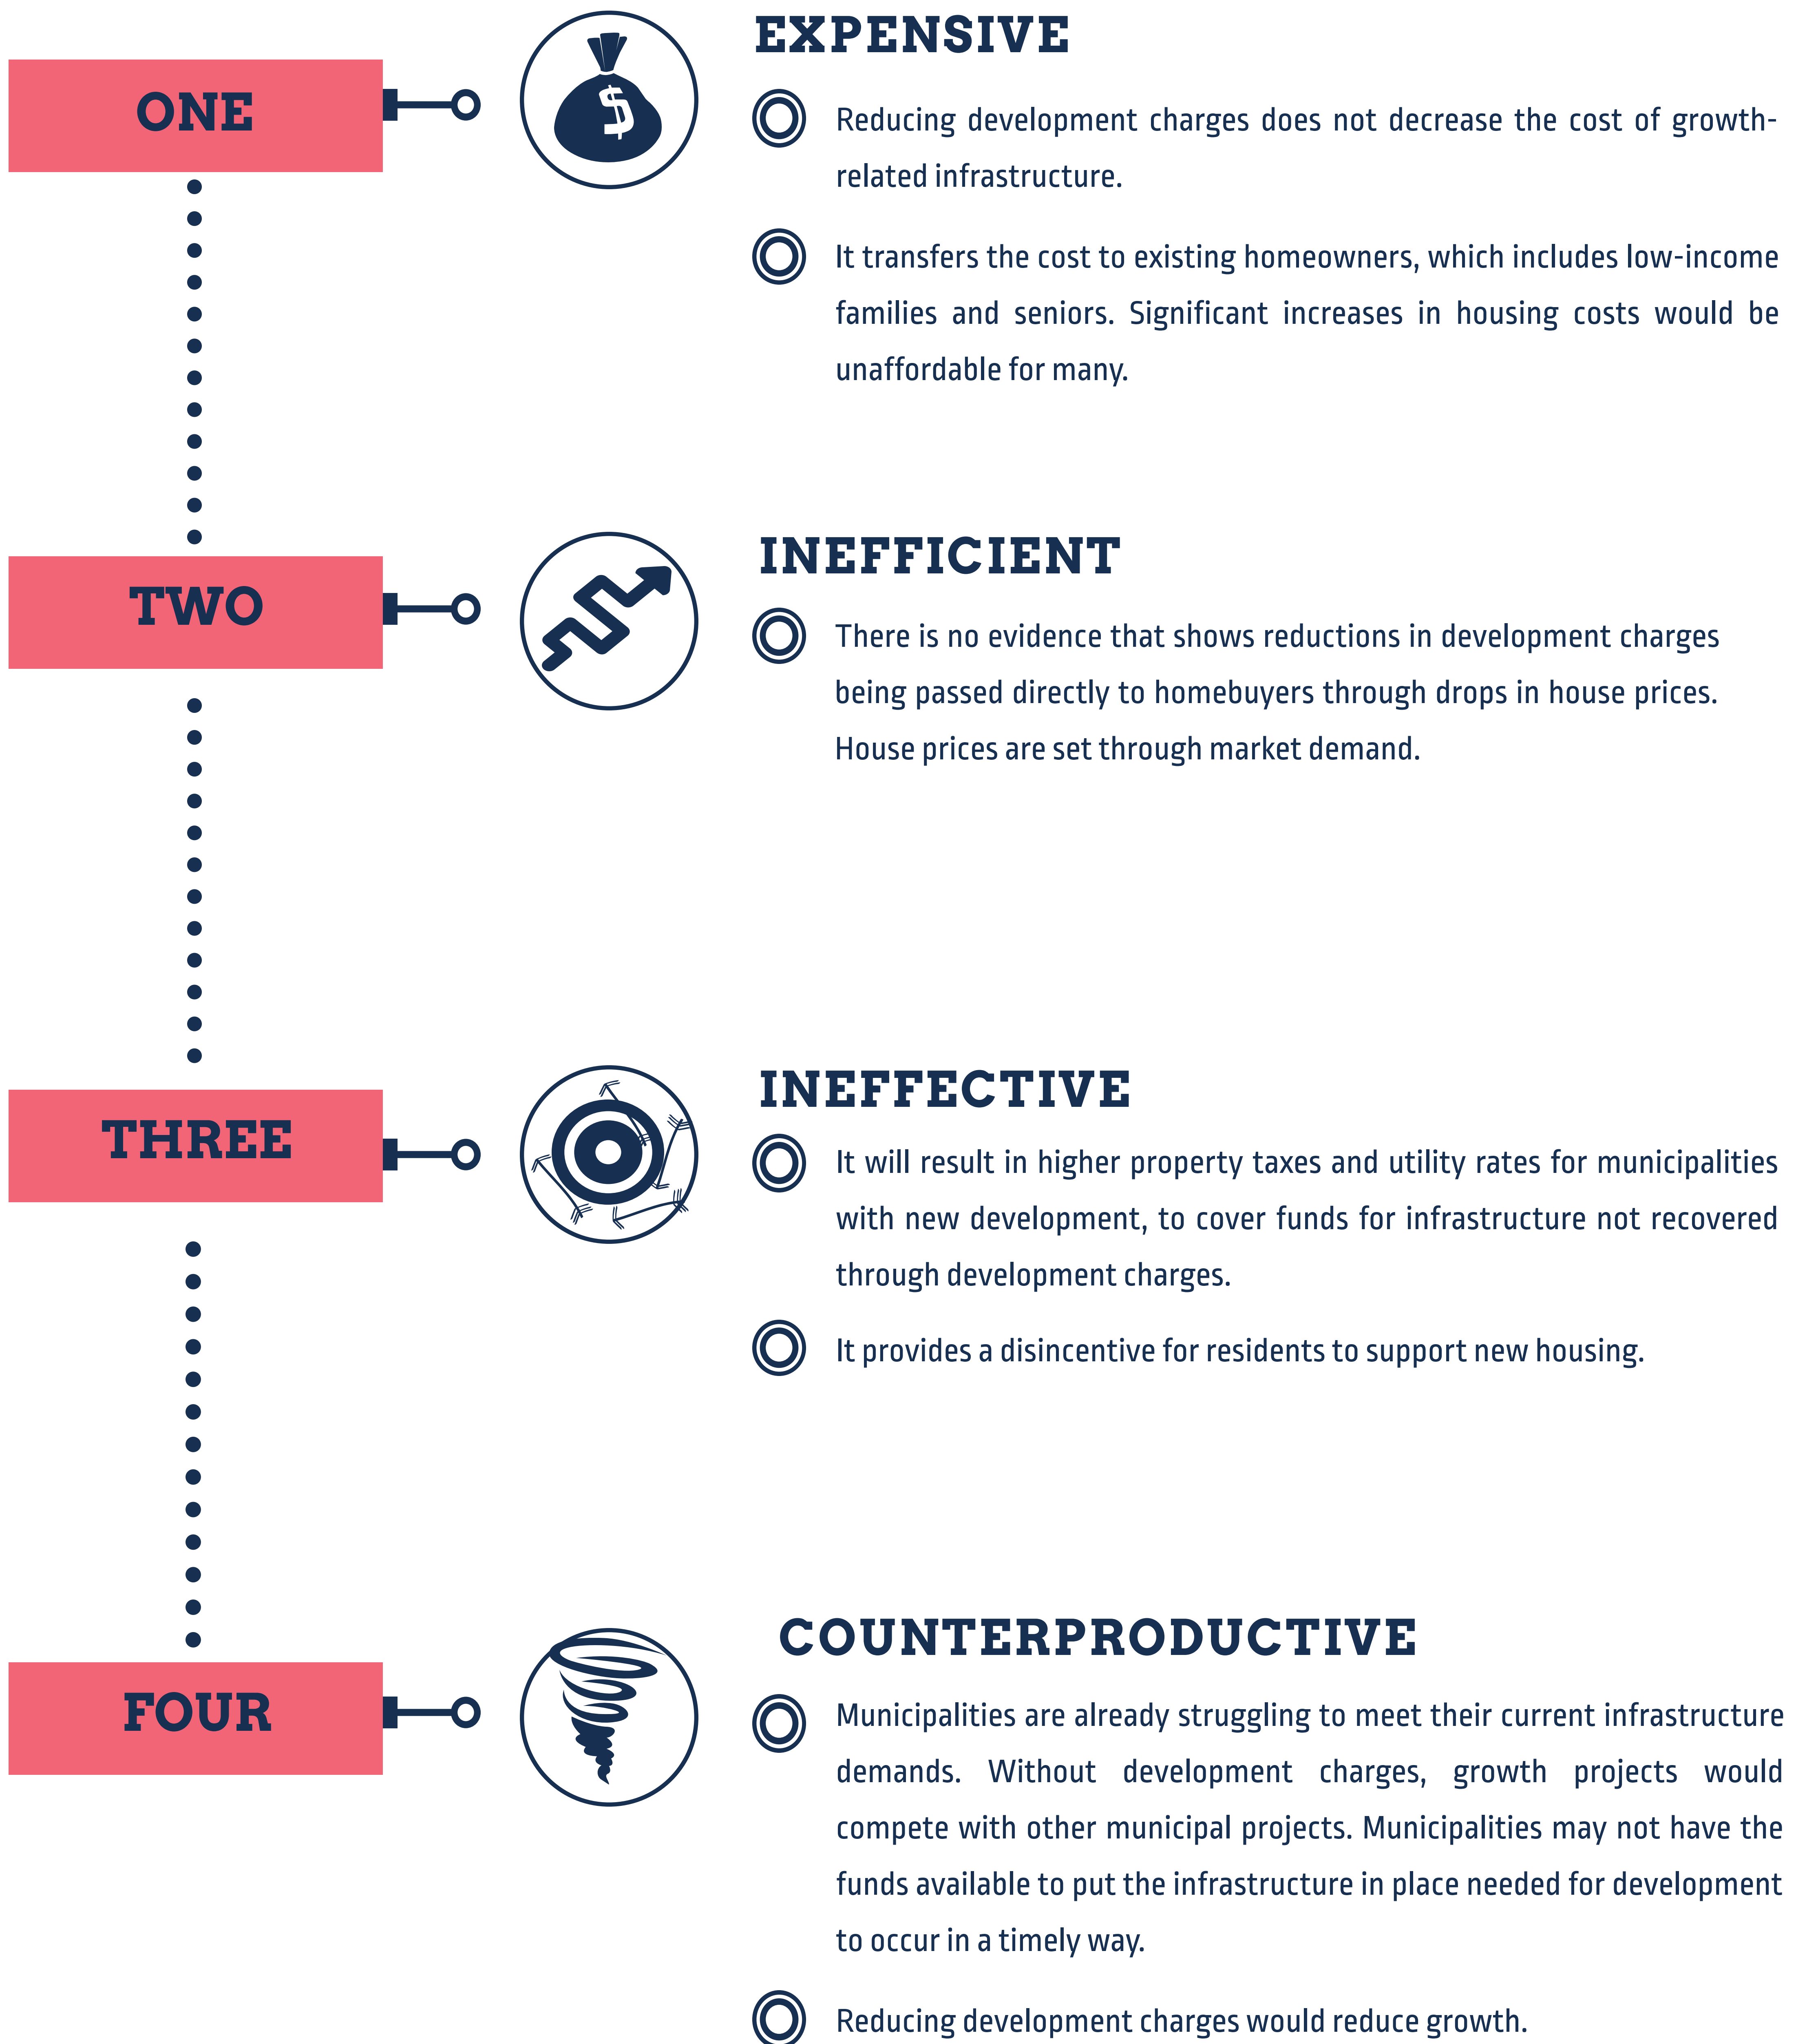 ONE
EXPENSIVE
$
Reducing development charges does not decrease the cost of growth-
related infrastructure.
It transfers the cost to existing homeowners, which includes low-income
families and seniors. Significant increases in housing costs would be
unaffordable for many.
TWO
INEFFICIENT
There is no evidence that shows reductions in development charges
being passed directly to homebuyers through drops in house prices.
House prices are set through market demand.
THREE
INEFFECTIVE
It will result in higher property taxes and utility rates for municipalities
with new development, to cover funds for infrastructure not recovered
through development charges.
It provides a disincentive for residents to support new housing.
FOUR
COUNTERPRODUCTIVE
Municipalities are already struggling to meet their current infrastructure
demands. Without development charges, growth projects would
compete with other municipal projects. Municipalities may not have the
funds available to put the infrastructure in place needed for development
to occur in a timely way.
Reducing development charges would reduce growth.